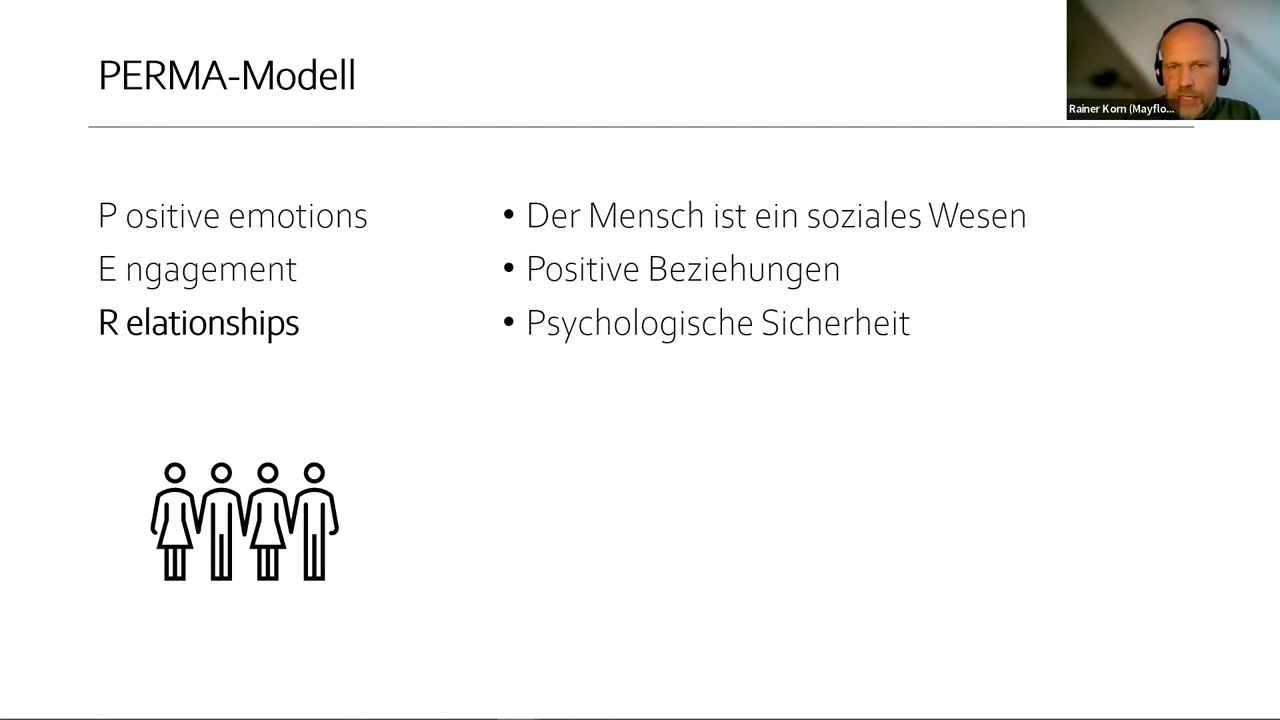 PERMA-Modell
Rainer Korn (Mayflo...
P ositive emotions
E ngagement
R elationships
• Der Mensch ist ein soziales Wesen
• Positive Beziehungen
• Psychologische Sicherheit